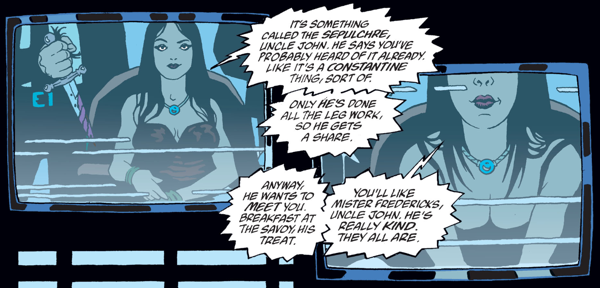 IT'S SOMETHING
CALLED THE SEPULCHRE,
UNCLE JOHN. HE SAYS YOU'VE
PROBABLY HEARD OF IT ALREADY.
LIKE IT'S A CONSTANTINE
THING, SORT OF.
ONLY HE'S DONE
ALL THE LEG WORK,
SO HE GETS
A SHARE.
ANYWAY,
HE WANTS TO
MEET YOU.
BREAKFAST AT
THE SAVOY, HIS
TREAT.
YOU'LL LIKE
MISTER FREDERICKS,
UNCLE JOHN. HE'S
REALLY KIND.
THEY ALL ARE.